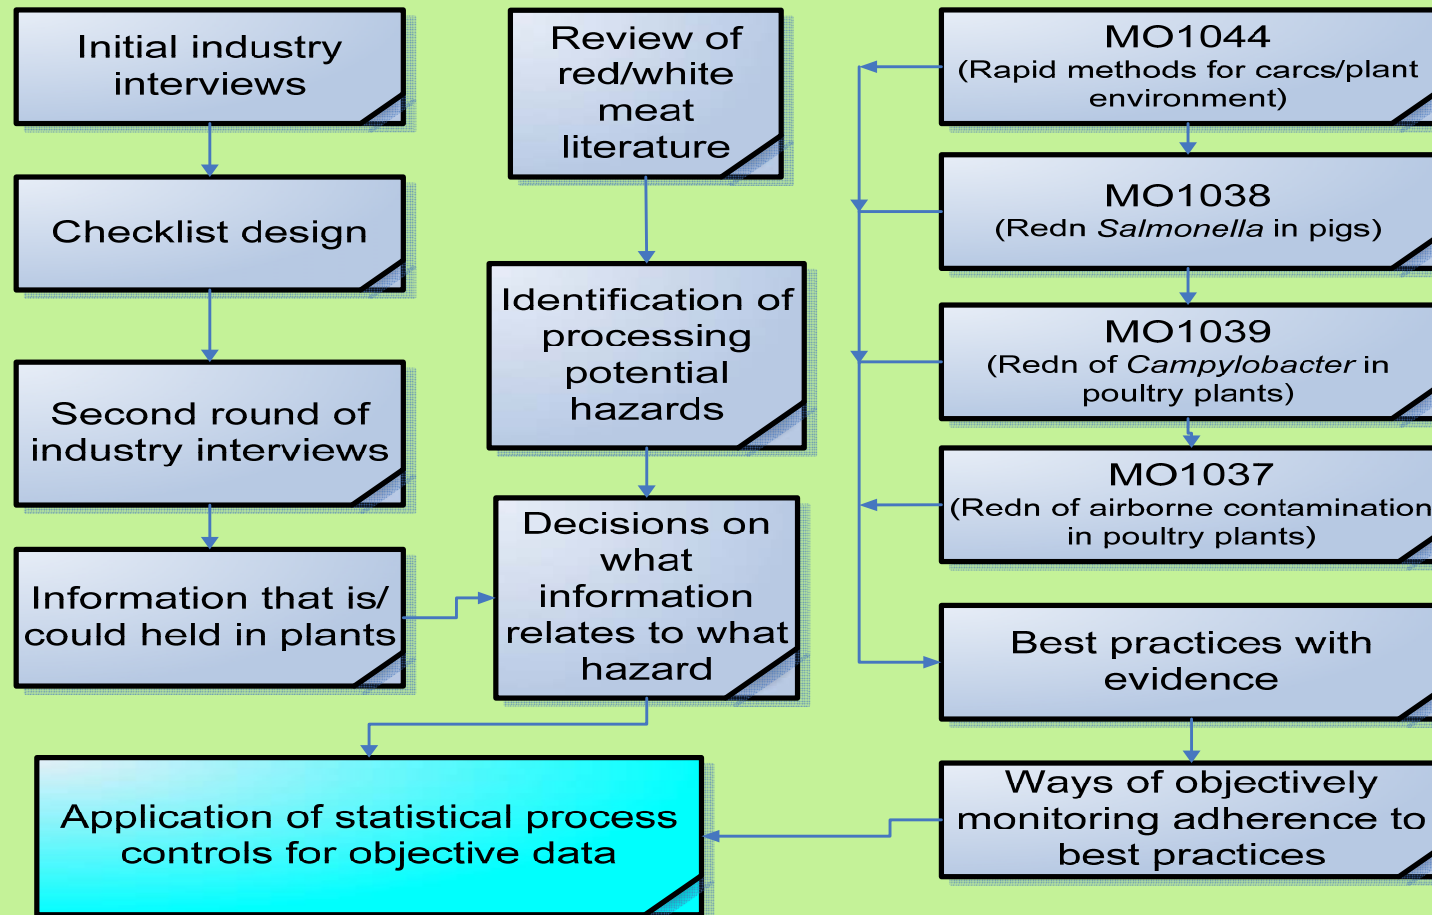 Initial industry
interviews
Checklist design
Second round of
industry interviews
Information that is/
could held in plants
Review of
red/white
meat
literature
Identification of
processing
potential
hazards
Decisions on
what
information
relates to what
hazard
MO1044
(Rapid methods for carcs/plant
environment)
MO1038
(Redn Salmonella in pigs)
MO1039
(Redn of Campylobacter in
poultry plants)
MO1037
(Redn of airborne contamination
in poultry plants)
Best practices with
evidence
Ways of objectively
monitoring adherence to
best practices
Application of statistical process
controls for objective data